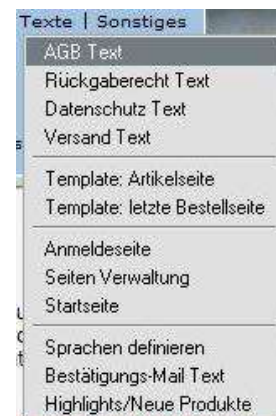 Texte | Sonstiges
AGB Text
Rückgaberecht Text
Datenschutz Text
Versand Text
Template: Artikelseite
Template: letzte Bestellseite
Anmeldeseite
Seiten Verwaltung
Startseite
Sprachen definieren
Bestätigungs-Mail Text
Highlights/Neue Produkte